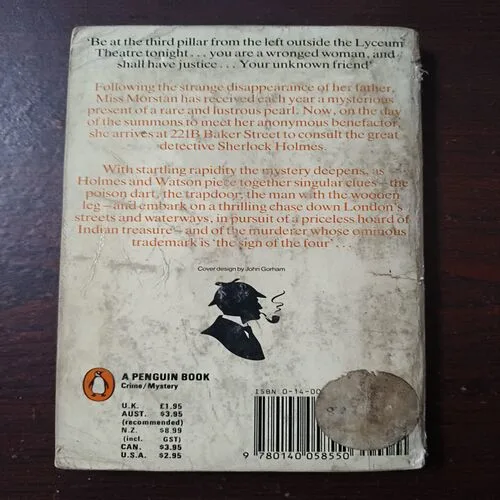 ‘Be at the third pillar from the left outside the Lyceum
Theatre tonight . . . you are a wronged woman, and
shall have justice . . . Your unknown friend’
Following the strange disappearance of her father,
Miss Morstan has received each year a mysterious
present of a rare and lustrous pearl. Now, on the day
of the summons to meet her anonymous benefactor,
she arrives at 221B Baker Street to consult the great
detective Sherlock Holmes.
With startling rapidity the mystery deepens, as
Holmes and Watson piece together singular clues – the
poison dart, the trapdoor, the man with the wooden
leg – and embark on a thrilling chase down London's
streets and waterways, in pursuit of a priceless hoard of
Indian treasure – and of the murderer whose ominous
trademark is ‘the sign of the four’ . . .
Cover design by John Gorham
A PENGUIN BOOK
Crime/Mystery
U.K. £1.95
AUST. $3.95
(recommended)
N.Z. $8.99
(incl. GST)
CAN. $3.95
U.S.A. $2.95
ISBN 0-14-00
9 780140 058550